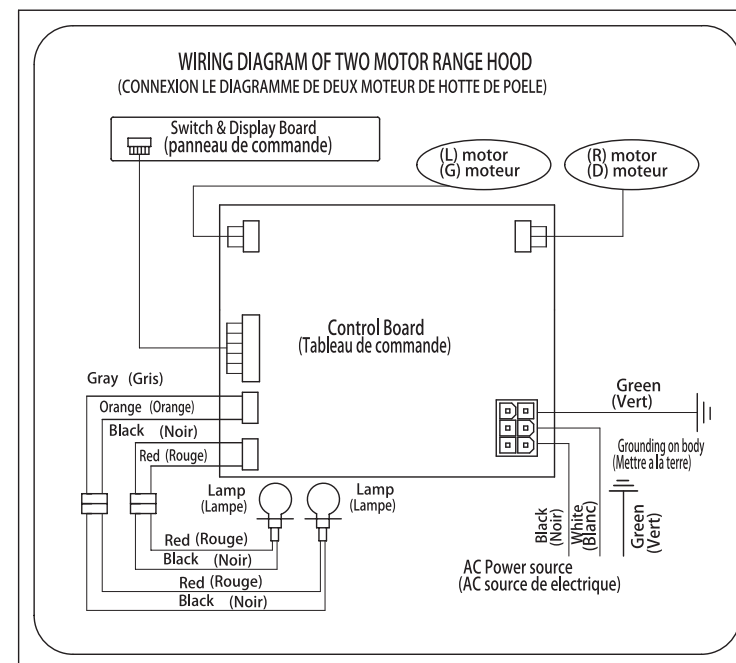 WIRING DIAGRAM OF TWO MOTOR RANGE HOOD
(CONNEXION LE DIAGRAMME DE DEUX MOTEUR DE HOTTE DE POELE)
Switch & Display Board
(panneau de commande)
(L) motor
(G) moteur
(R) motor
(D) moteur
Control Board
(Tableau de commande)
Gray (Gris)
Orange (Orange)
Black (Noir)
Red (Rouge)
Green
(Vert)
Grounding on body
(Mettre a la terre)
Lamp
(Lampe)
Lamp
(Lampe)
Red (Rouge)
Black (Noir)
Red (Rouge)
Black (Noir)
Black
(Noir)
White
(Blanc)
Green
(Vert)
AC Power source
(AC source de electrique)